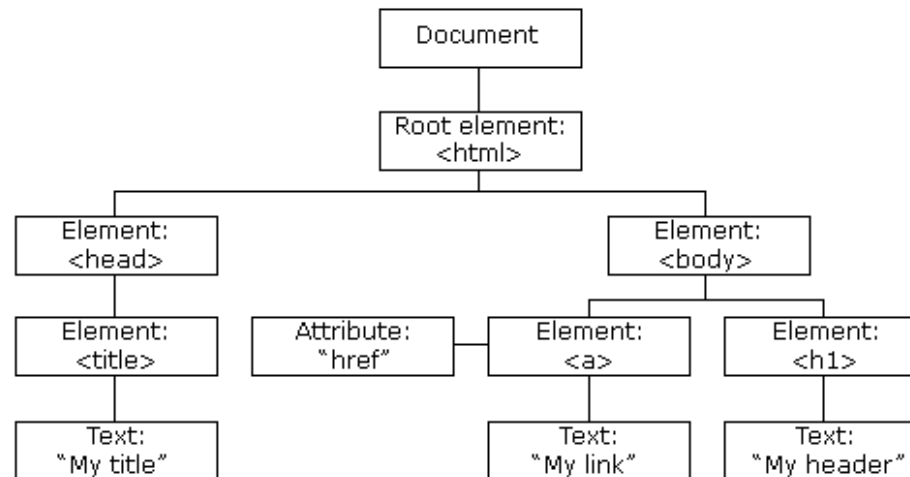 Document
Root element:
<html>
Element:
<head>
Element:
<body>
Element:
<title>
Attribute:
“href”
Element:
<a>
Element:
<h1>
Text:
“My title”
Text:
“My link”
Text:
“My header”